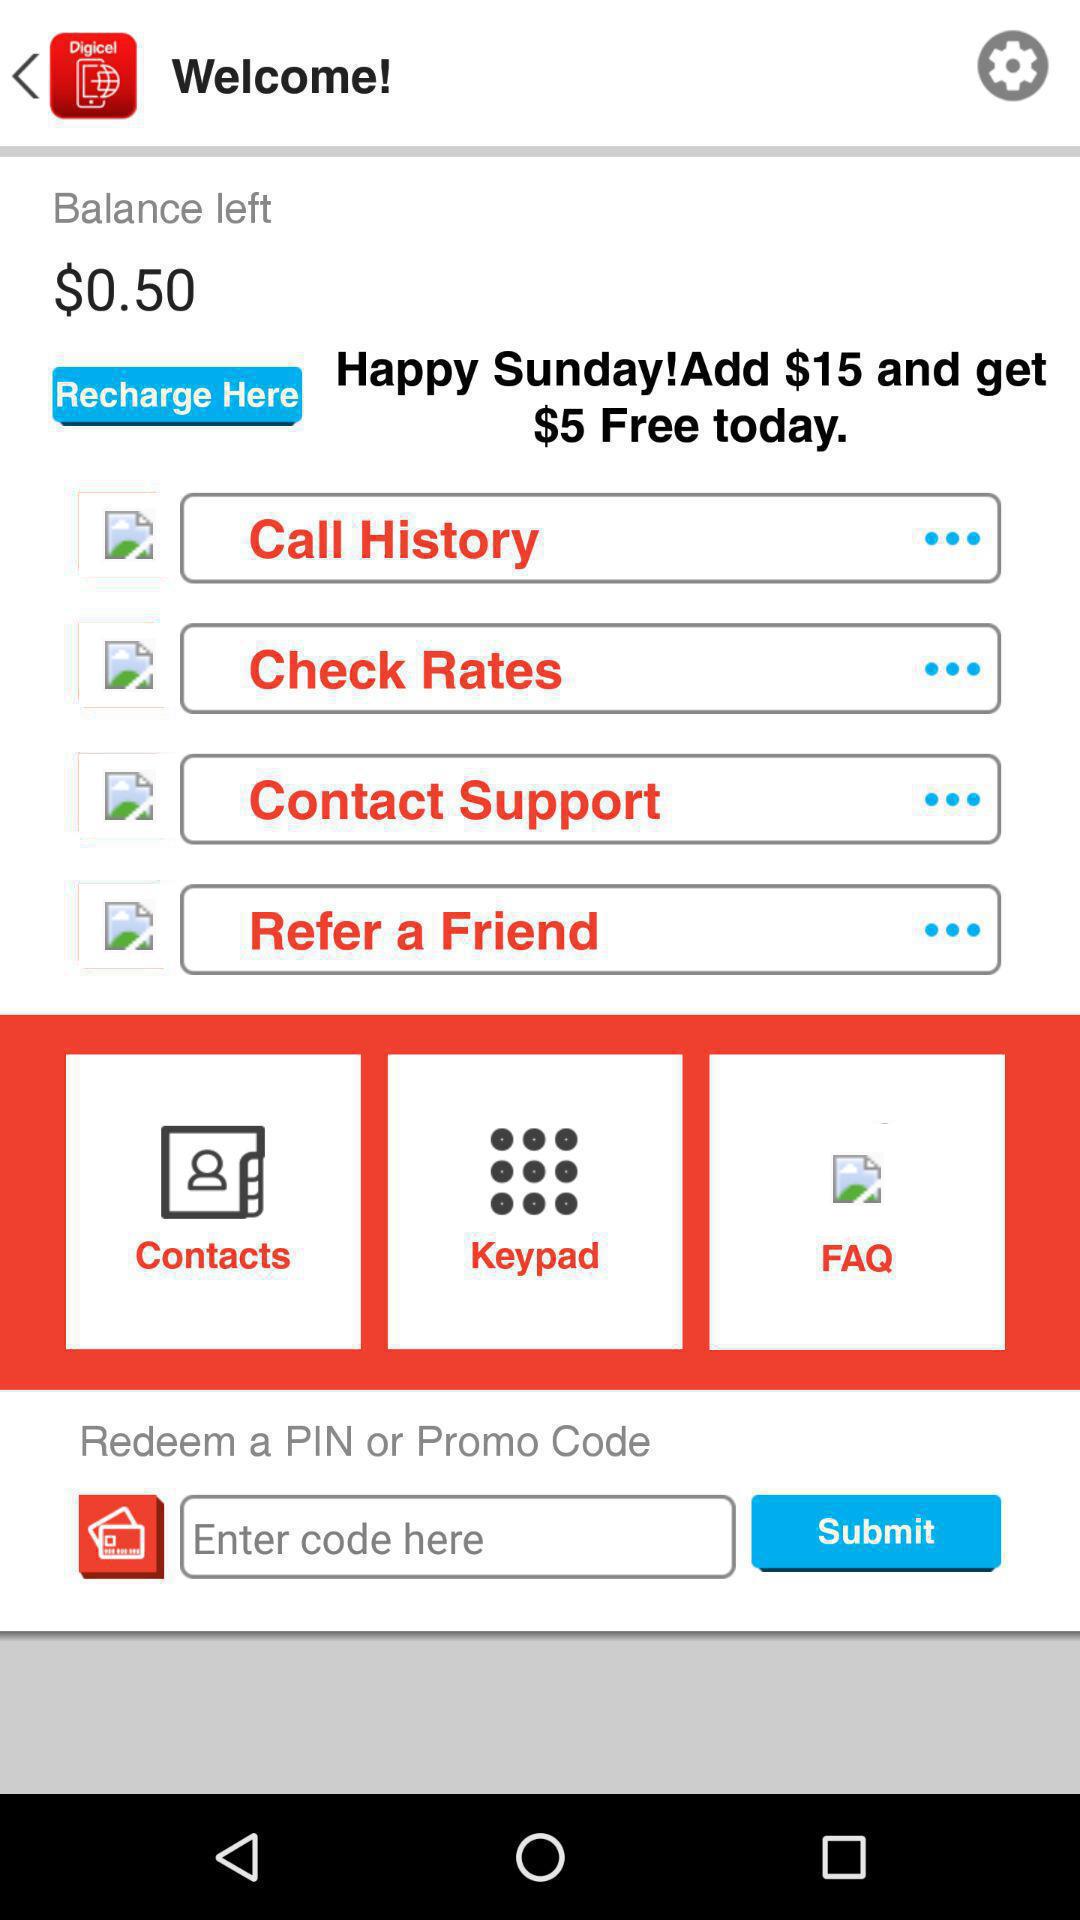 Digicel
Welcome!
Balance left
$0.50
Recharge Here
Happy Sunday!Add $15 and get
$5 Free today.
Call History
Check Rates
Contact Support
Refer a Friend
Contacts
Keypad
FAQ
Redeem a PIN or Promo Code
Enter code here
Submit